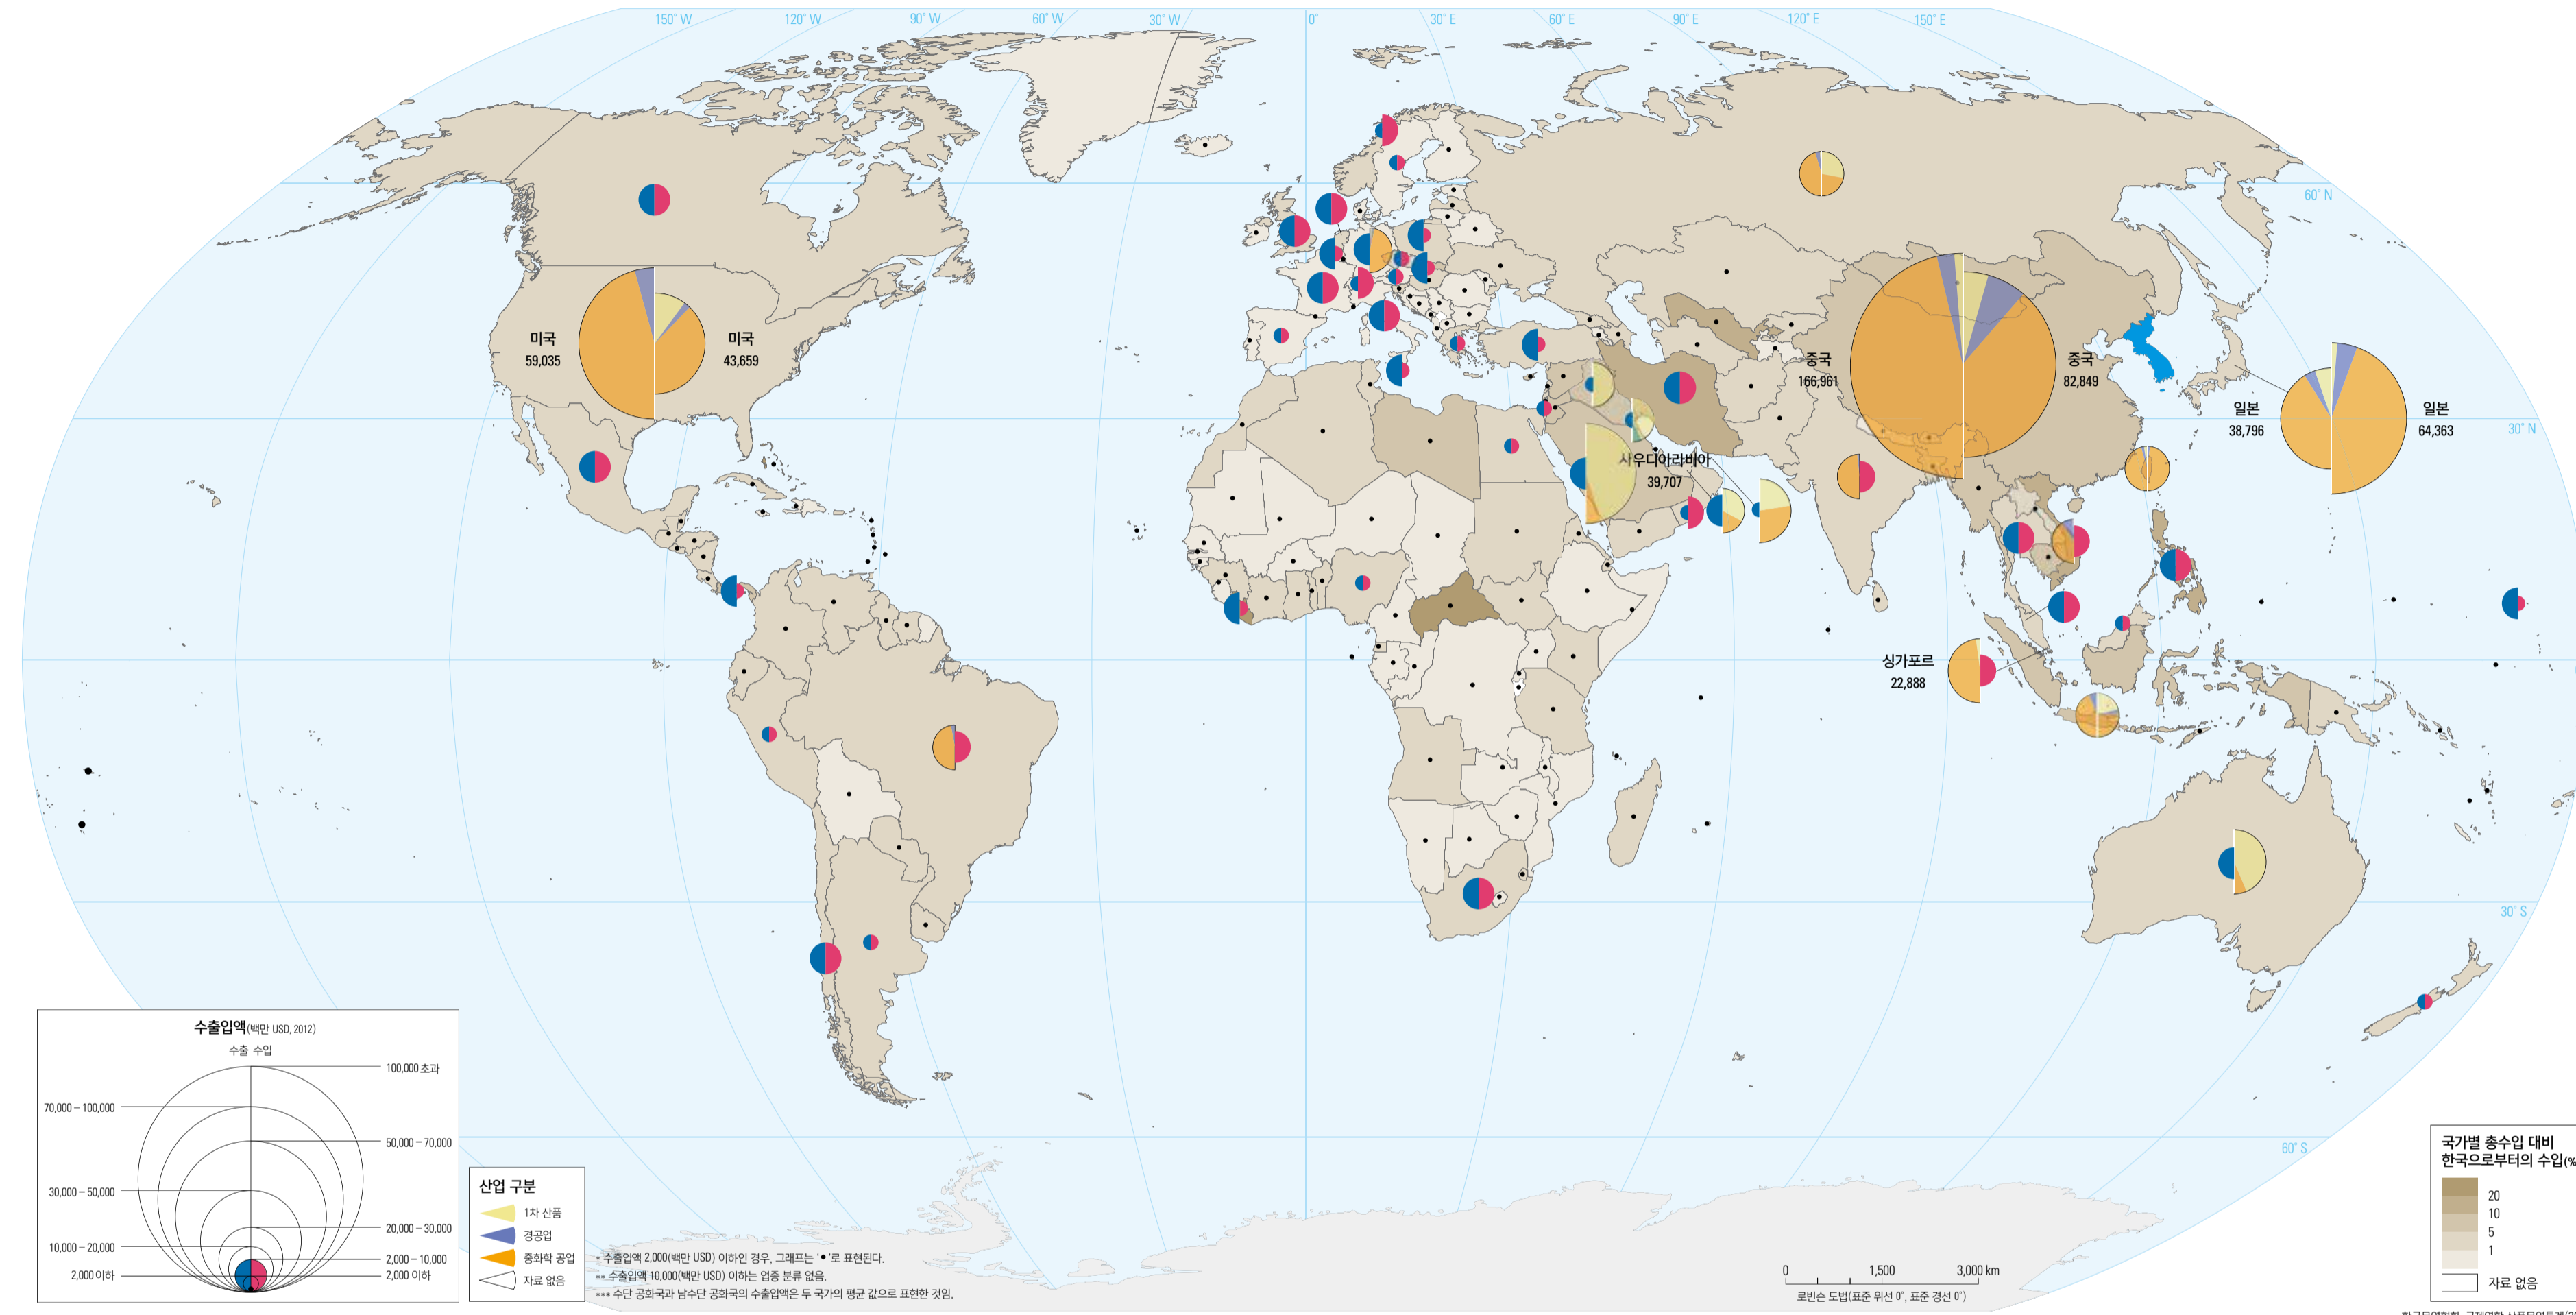 150° W
120° W
90° W
60° W
30° W
0°
30° E
60° E
90° E
120° E
150° E
60° N
30° N
30° S
60° S
미국
59,035
미국
43,659
중국
166,961
중국
82,849
일본
38,796
일본
64,363
사우디아라비아
39,707
싱가포르
22,888
수출입액(백만 USD, 2012)
수출 수입
100,000 초과
70,000 – 100,000
50,000 – 70,000
30,000 – 50,000
20,000 – 30,000
10,000 – 20,000
2,000 – 10,000
2,000 이하
2,000 이하
산업 구분
1차 산품
경공업
중화학 공업
자료 없음
* 수출입액 2,000(백만 USD) 이하인 경우, 그래프는 '●'로 표현된다.
** 수출입액 10,000(백만 USD) 이하는 업종 분류 없음.
*** 수단 공화국과 남수단 공화국의 수출입액은 두 국가의 평균 값으로 표현한 것임.
0 1,500 3,000 km
로빈슨 도법(표준 위선 0°, 표준 경선 0°)
국가별 총수입 대비
한국으로부터의 수입(%
20
10
5
1
자료 없음